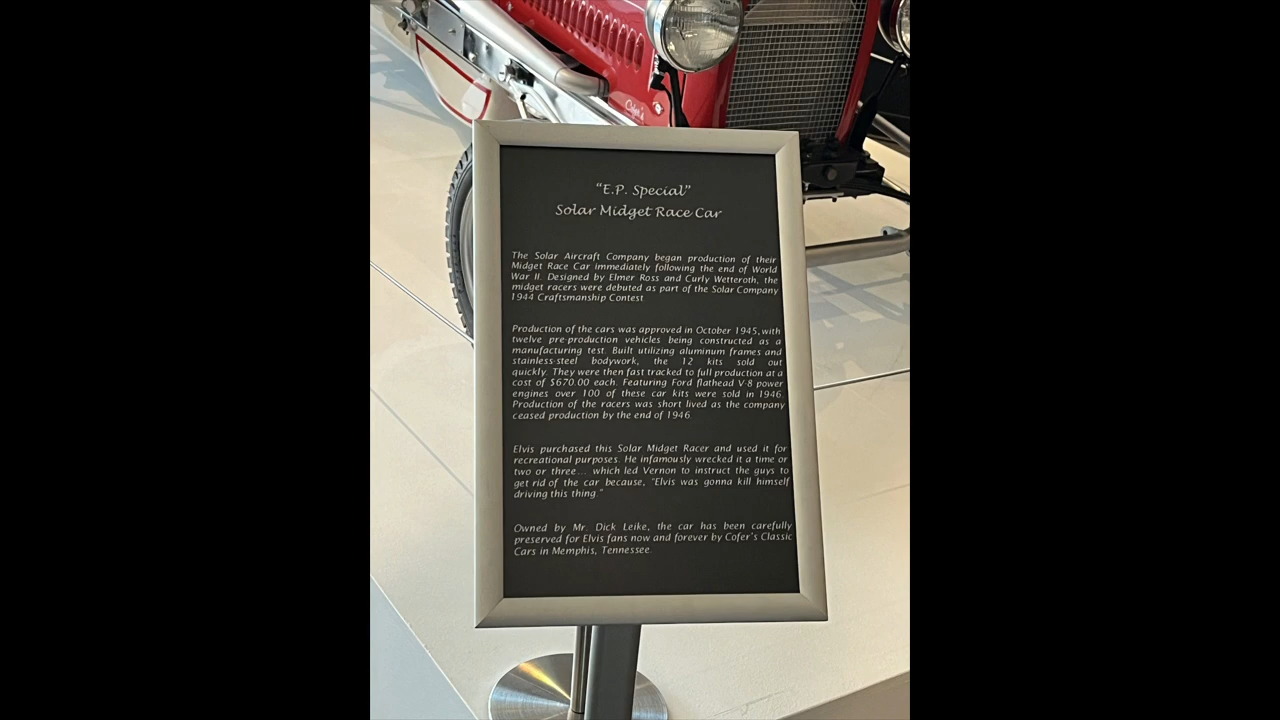 Cofer's
"E.P. Special"
Solar Midget Race Car
The Solar Aircraft Company began production of their
Midget Race Car immediately following the end of World
War II. Designed by Elmer Ross and Curly Wetteroth, the
midget racers were debuted as part of the Solar Company
1944 Craftsmanship Contest.
Production of the cars was approved in October 1945, with
twelve pre-production vehicles being constructed as a
manufacturing test. Built utilizing aluminum frames and
stainless-steel bodywork, the 12 kits sold out
quickly. They were then fast tracked to full production at a
cost of $670.00 each. Featuring Ford flathead V-8 power
engines over 100 of these car kits were sold in 1946.
Production of the racers was short lived as the company
ceased production by the end of 1946.
Elvis purchased this Solar Midget Racer and used it for
recreational purposes. He infamously wrecked it a time or
two or three... which led Vernon to instruct the guys to
get rid of the car because, "Elvis was gonna kill himself
driving this thing."
Owned by Mr. Dick Leike, the car has been carefully
preserved for Elvis fans now and forever by Cofer's Classic
Cars in Memphis, Tennessee.